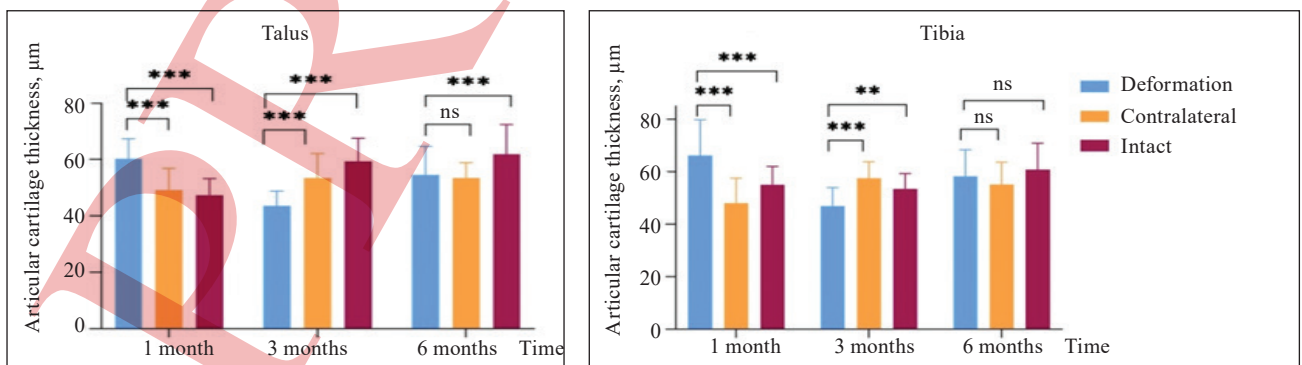 Talus
Articular cartilage thickness, µm
80
60
40
20
0
***
***
***
***
***
ns
1 month
3 months
6 months
Time
Tibia
Articular cartilage thickness, µm
80
60
40
20
0
***
***
**
***
ns
ns
1 month
3 months
6 months
Time
Deformation
Contralateral
Intact